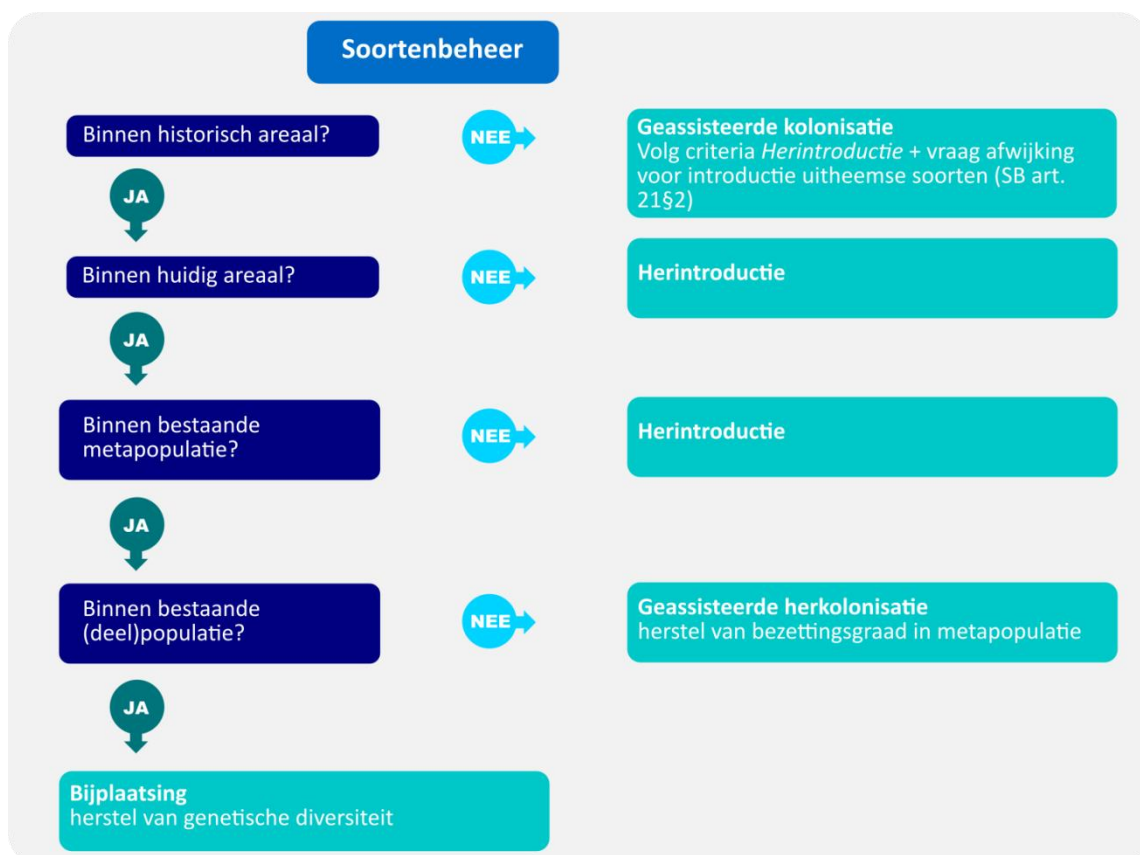 Soortenbeheer
Binnen historisch areaal?
NEE
Geassisteerde kolonisatie
Volg criteria Herintroductie + vraag afwijking
voor introductie uitheemse soorten (SB art.
21§2)
JA
Binnen huidig areaal?
NEE
Herintroductie
JA
Binnen bestaande
metapopulatie?
NEE
Herintroductie
JA
Binnen bestaande
(deel)populatie?
NEE
Geassisteerde herkolonisatie
herstel van bezettingsgraad in metapopulatie
JA
Bijplaatsing
herstel van genetische diversiteit